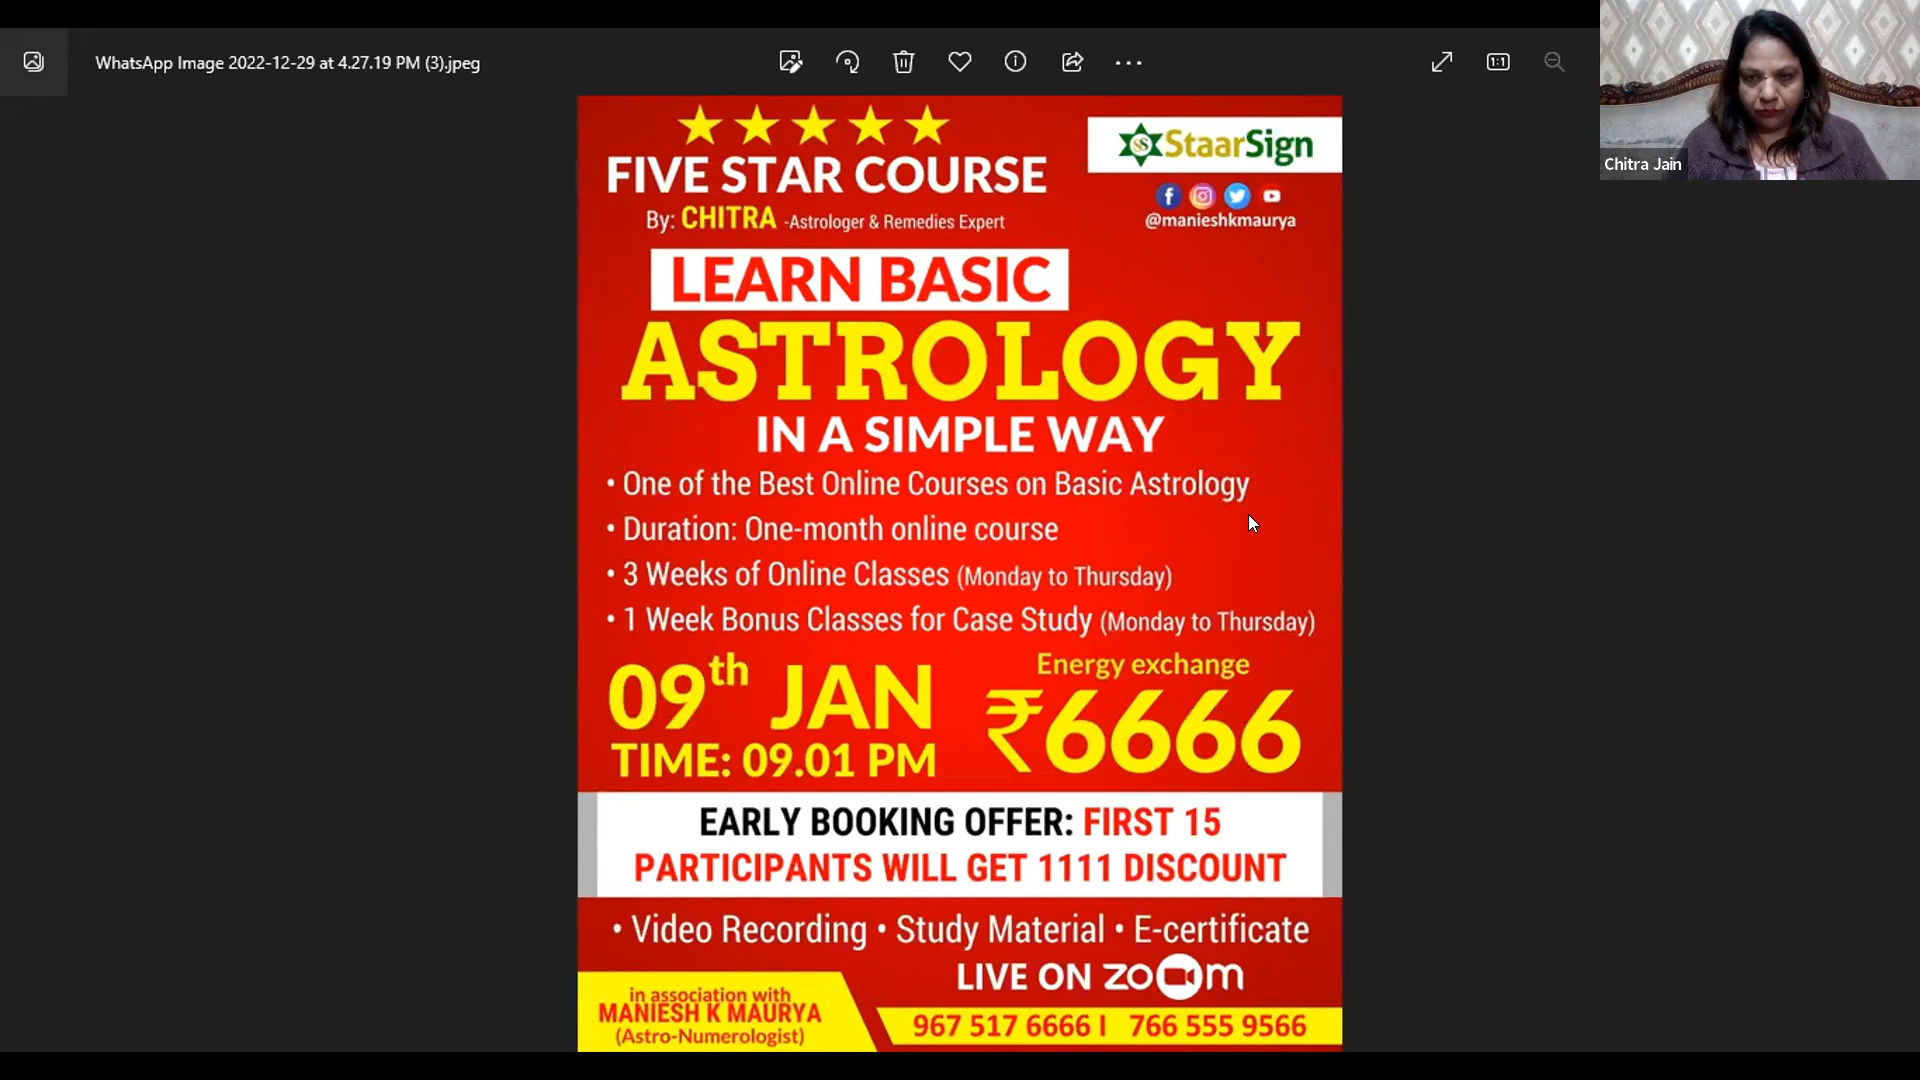 WhatsApp Image 2022-12-29 at 4.27.19 PM (3).jpeg
1:1
Chitra Jain
FIVE STAR COURSE
By: CHITRA -Astrologer & Remedies Expert
SS StaarSign
@manieshkmaurya
LEARN BASIC
ASTROLOGY
IN A SIMPLE WAY
• One of the Best Online Courses on Basic Astrology
• Duration: One-month online course
• 3 Weeks of Online Classes (Monday to Thursday)
• 1 Week Bonus Classes for Case Study (Monday to Thursday)
09th JAN
TIME: 09.01 PM
Energy exchange
₹6666
EARLY BOOKING OFFER: FIRST 15
PARTICIPANTS WILL GET 1111 DISCOUNT
• Video Recording • Study Material • E-certificate
LIVE ON zoom
in association with
MANIESH K MAURYA
(Astro-Numerologist)
967 517 6666 I 766 555 9566